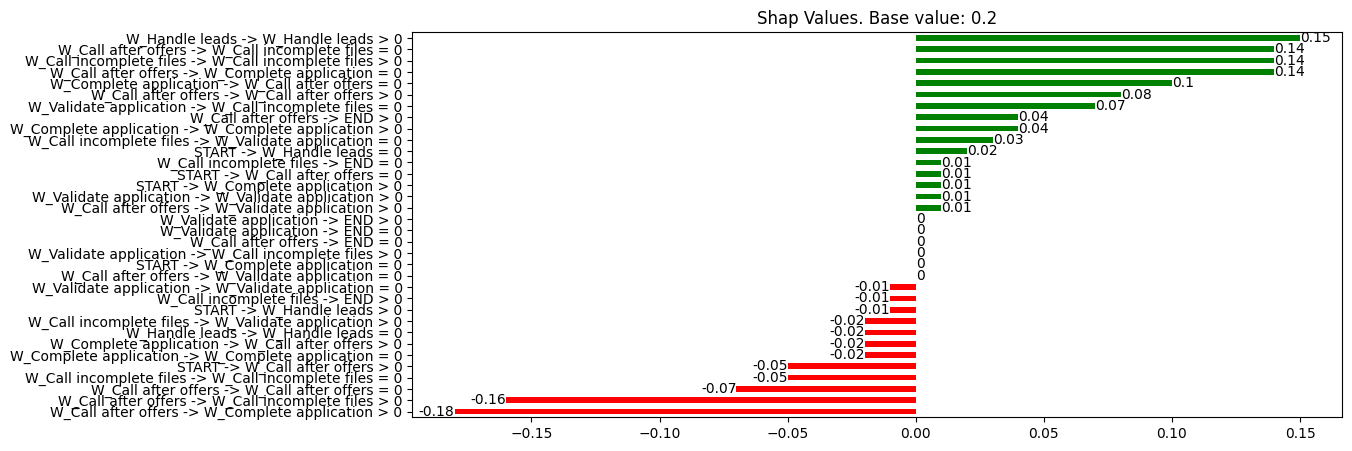 Shap Values. Base value: 0.2
W_Handle leads -> W_Handle leads > 0 0.15
W_Call after offers -> W_Call incomplete files = 0 0.14
W_Call incomplete files -> W_Call incomplete files > 0 0.14
W_Call after offers -> W_Complete application = 0 0.14
W_Complete application -> W_Call after offers = 0 0.1
W_Call after offers -> W_Call after offers > 0 0.08
W_Validate application -> W_Call incomplete files = 0 0.07
W_Call after offers -> END > 0 0.04
W_Complete application -> W_Complete application > 0 0.04
W_Call incomplete files -> W_Validate application = 0 0.03
START -> W_Handle leads = 0 0.02
W_Call incomplete files -> END = 0 0.01
START -> W_Call after offers = 0 0.01
START -> W_Complete application > 0 0.01
W_Validate application -> W_Validate application > 0 0.01
W_Call after offers -> W_Validate application > 0 0.01
W_Validate application -> END > 0 0
W_Validate application -> END = 0 0
W_Call after offers -> END = 0 0
W_Validate application -> W_Call incomplete files > 0 0
START -> W_Complete application = 0 0
W_Call after offers -> W_Validate application = 0 0
W_Validate application -> W_Validate application = 0 -0.01
W_Call incomplete files -> END > 0 -0.01
START -> W_Handle leads > 0 -0.01
W_Call incomplete files -> W_Validate application > 0 -0.02
W_Handle leads -> W_Handle leads = 0 -0.02
W_Complete application -> W_Call after offers > 0 -0.02
W_Complete application -> W_Complete application = 0 -0.02
START -> W_Call after offers > 0 -0.05
W_Call incomplete files -> W_Call incomplete files = 0 -0.05
W_Call after offers -> W_Call after offers = 0 -0.07
W_Call after offers -> W_Call incomplete files > 0 -0.16
W_Call after offers -> W_Complete application > 0 -0.18
−0.15 −0.10 −0.05 0.00 0.05 0.10 0.15